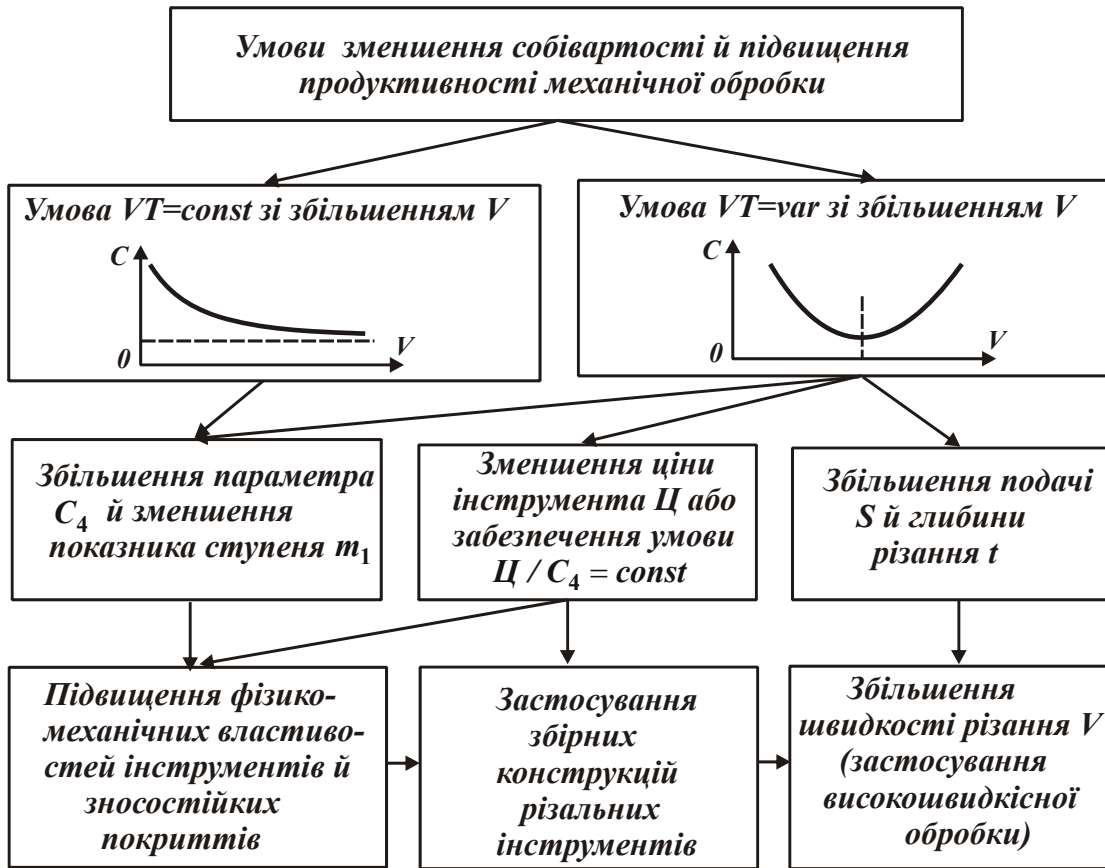 Умови зменшення собівартості й підвищення
продуктивності механічної обробки
Умова VT=const зі збільшенням V
C
0
V
Умова VT=var зі збільшенням V
C
0
V
Збільшення параметра
C₄ й зменшення
показника ступеня m₁
Зменшення ціни
інструмента Ц або
забезпечення умови
Ц / C₄ = const
Збільшення подачі
S й глибини
різання t
Підвищення фізико-
механічних властиво-
стей інструментів й
зносостійких
покриттів
Застосування
збірних
конструкцій
різальних
інструментів
Збільшення
швидкості різання V
(застосування
високошвидкісної
обробки)